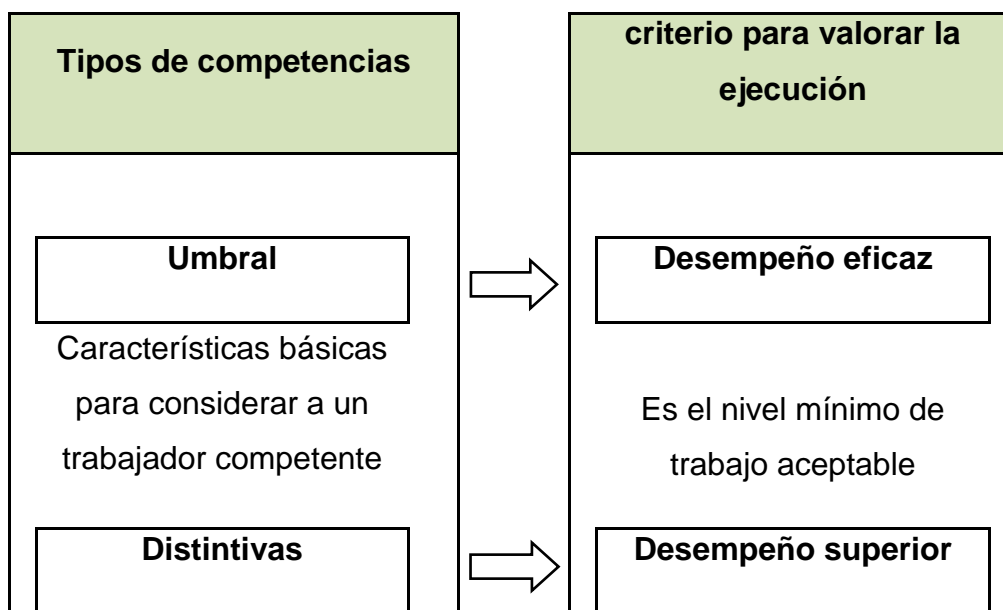 Tipos de competencias
criterio para valorar la
ejecución
Umbral
Desempeño eficaz
Características básicas
para considerar a un
trabajador competente
Es el nivel mínimo de
trabajo aceptable
Distintivas
Desempeño superior